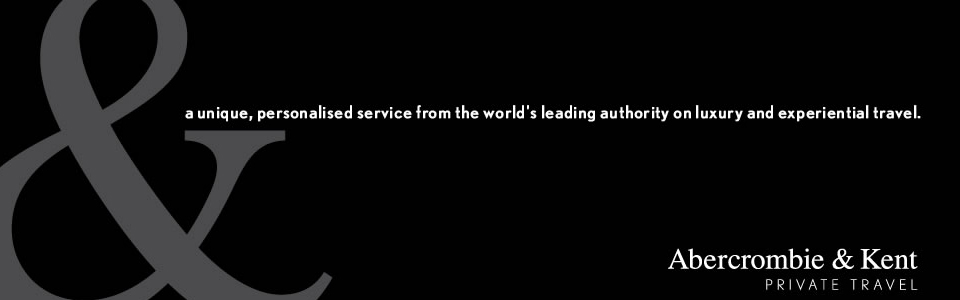 &
a unique, personalised service from the world's leading authority on luxury and experiential travel.
Abercrombie & Kent
PRIVATE TRAVEL